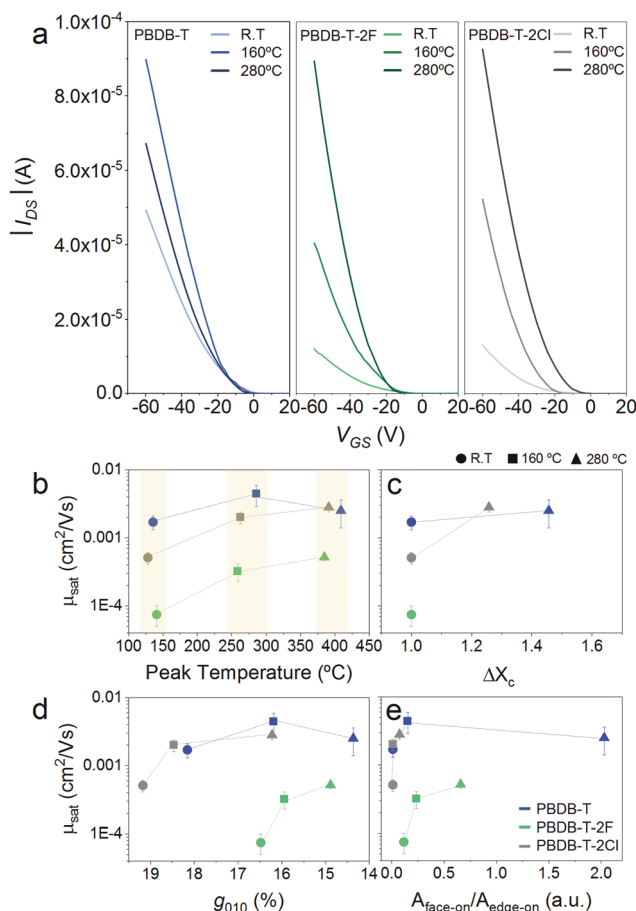 a
1.0x10⁻⁴
8.0x10⁻⁵
6.0x10⁻⁵
4.0x10⁻⁵
2.0x10⁻⁵
0.0
|I_DS| (A)
PBDB-T
R.T
160ºC
280ºC
PBDB-T-2F
R.T
160ºC
280ºC
PBDB-T-2Cl
R.T
160ºC
280ºC
-60 -40 -20 0 20
-60 -40 -20 0 20
-60 -40 -20 0 20
V_GS (V)
R.T 160 ºC 280 ºC
b
0.01
0.001
1E-4
μ_sat (cm²/Vs)
100 150 200 250 300 350 400 450
Peak Temperature (ºC)
c
1.0 1.2 1.4 1.6
ΔX_c
d
0.01
0.001
1E-4
μ_sat (cm²/Vs)
19 18 17 16 15 14
g₀₁₀ (%)
e
PBDB-T
PBDB-T-2F
PBDB-T-2Cl
0.0 0.5 1.0 1.5 2.0
A_face-on/A_edge-on (a.u.)